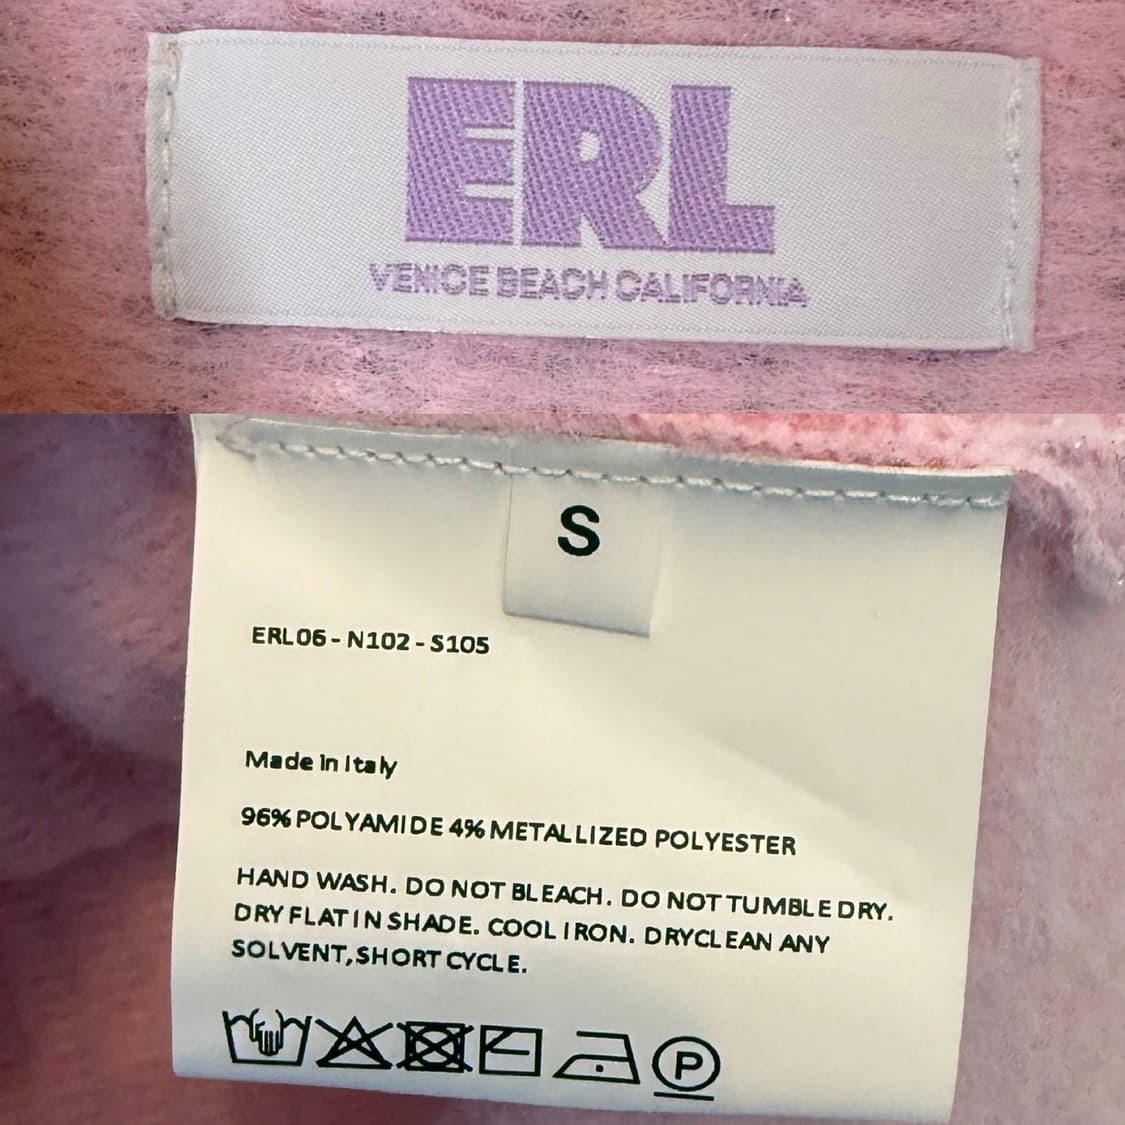 ERL
VENICE BEACH CALIFORNIA
S
ERL06 - N102 - S105
Made in Italy
96% POLYAMIDE 4% METALLIZED POLYESTER
HAND WASH. DO NOT BLEACH. DO NOT TUMBLE DRY.
DRY FLAT IN SHADE. COOL IRON. DRYCLEAN ANY
SOLVENT, SHORT CYCLE.
P